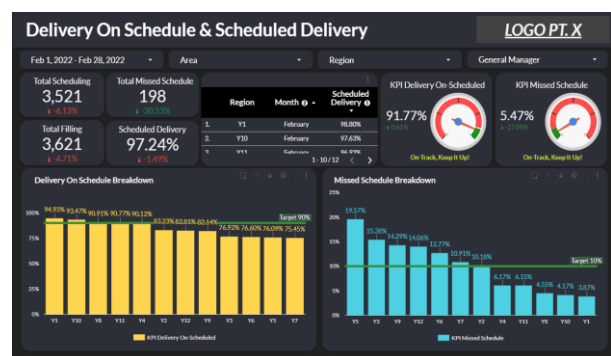 Delivery On Schedule & Scheduled Delivery
LOGO PT. X
Feb 1, 2022 - Feb 28, 2022
Area
Region
General Manager
Total Scheduling
3,521
-6.13%
Total Missed Schedule
198
-30.53%
Total Filling
3,621
-4.71%
Scheduled Delivery
97.24%
-1.49%
Region Month Scheduled Delivery
1. Y1 February 98.80%
2. Y10 February 97.63%
Y11 February 96.92%
1 - 10 / 12
KPI Delivery On-Scheduled
91.77%
On Track, Keep It Up!
KPI Missed Schedule
5.47%
On Track, Keep It Up!
Delivery On Schedule Breakdown
100%
75%
50%
25%
0%
94.93% 93.47% 90.91% 90.77% 90.12% 83.23% 82.81% 82.14% 76.92% 76.60% 76.09% 75.45%
Target 90%
Y1 Y10 Y8 Y11 Y4 Y2 Y12 Y9 Y3 Y6 Y5 Y7
KPI Delivery On-Scheduled
Missed Schedule Breakdown
25%
20%
15%
10%
5%
0%
19.57% 15.38% 14.29% 14.06% 12.77% 10.91% 10.18% 6.17% 6.15% 4.55% 4.17% 3.87%
Target 10%
Y5 Y3 Y9 Y12 Y6 Y7 Y2 Y4 Y11 Y8 Y10 Y1
KPI Missed Schedule